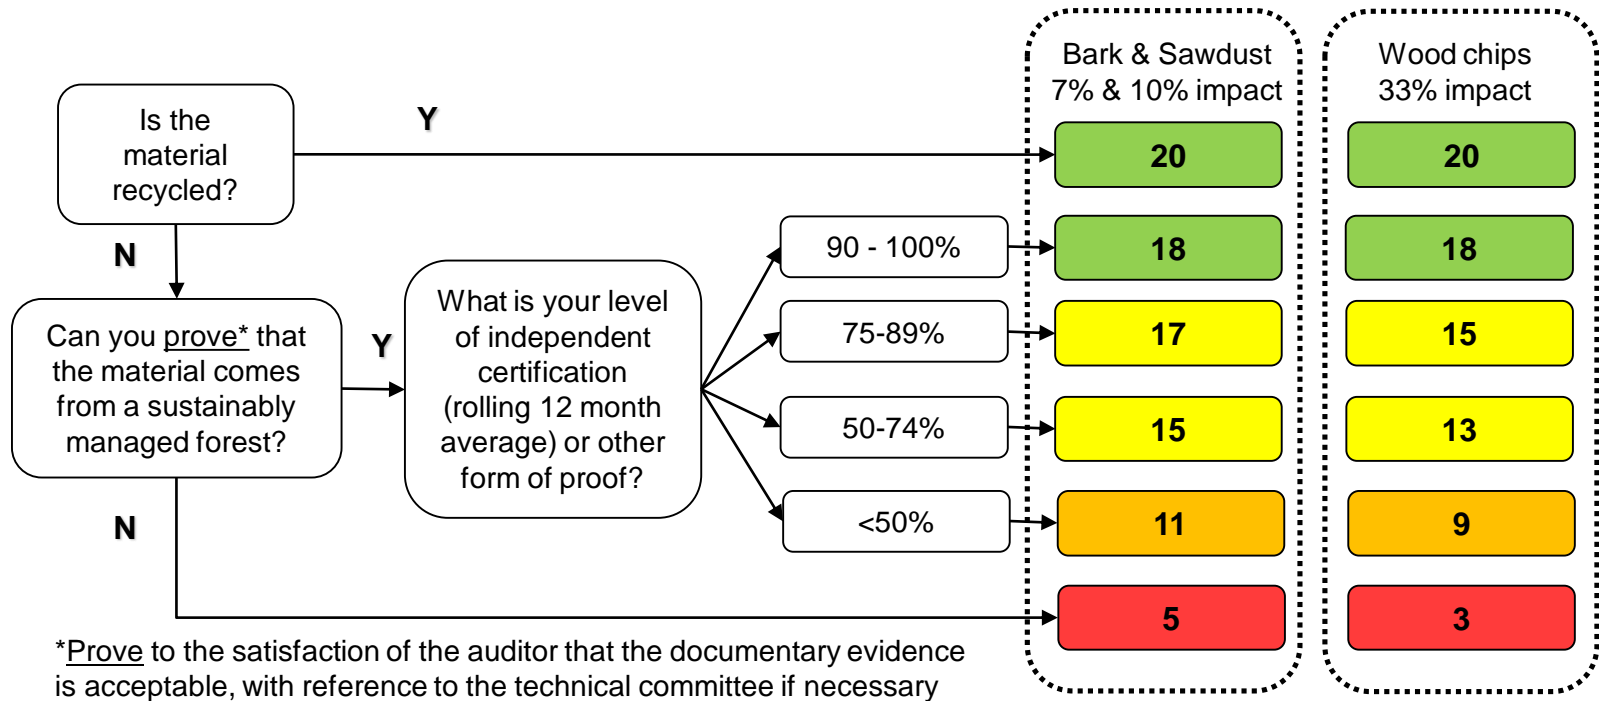 Is the
material
recycled?
Y
N
Can you prove* that
the material comes
from a sustainably
managed forest?
Y
N
What is your level
of independent
certification
(rolling 12 month
average) or other
form of proof?
90 - 100%
75-89%
50-74%
<50%
Bark & Sawdust
7% & 10% impact
20
18
17
15
11
5
Wood chips
33% impact
20
18
15
13
9
3
*Prove to the satisfaction of the auditor that the documentary evidence
is acceptable, with reference to the technical committee if necessary